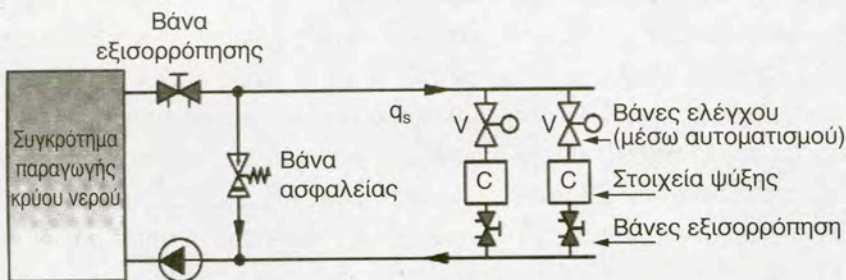 Βάνα
εξισορρόπησης
Συγκρότημα
παραγωγής
κρύου νερού
q_s
Βάνα
ασφαλείας
V
V
Βάνες ελέγχου
(μέσω αυτοματισμού)
C
C
Στοιχεία ψύξης
Βάνες εξισορρόπηση